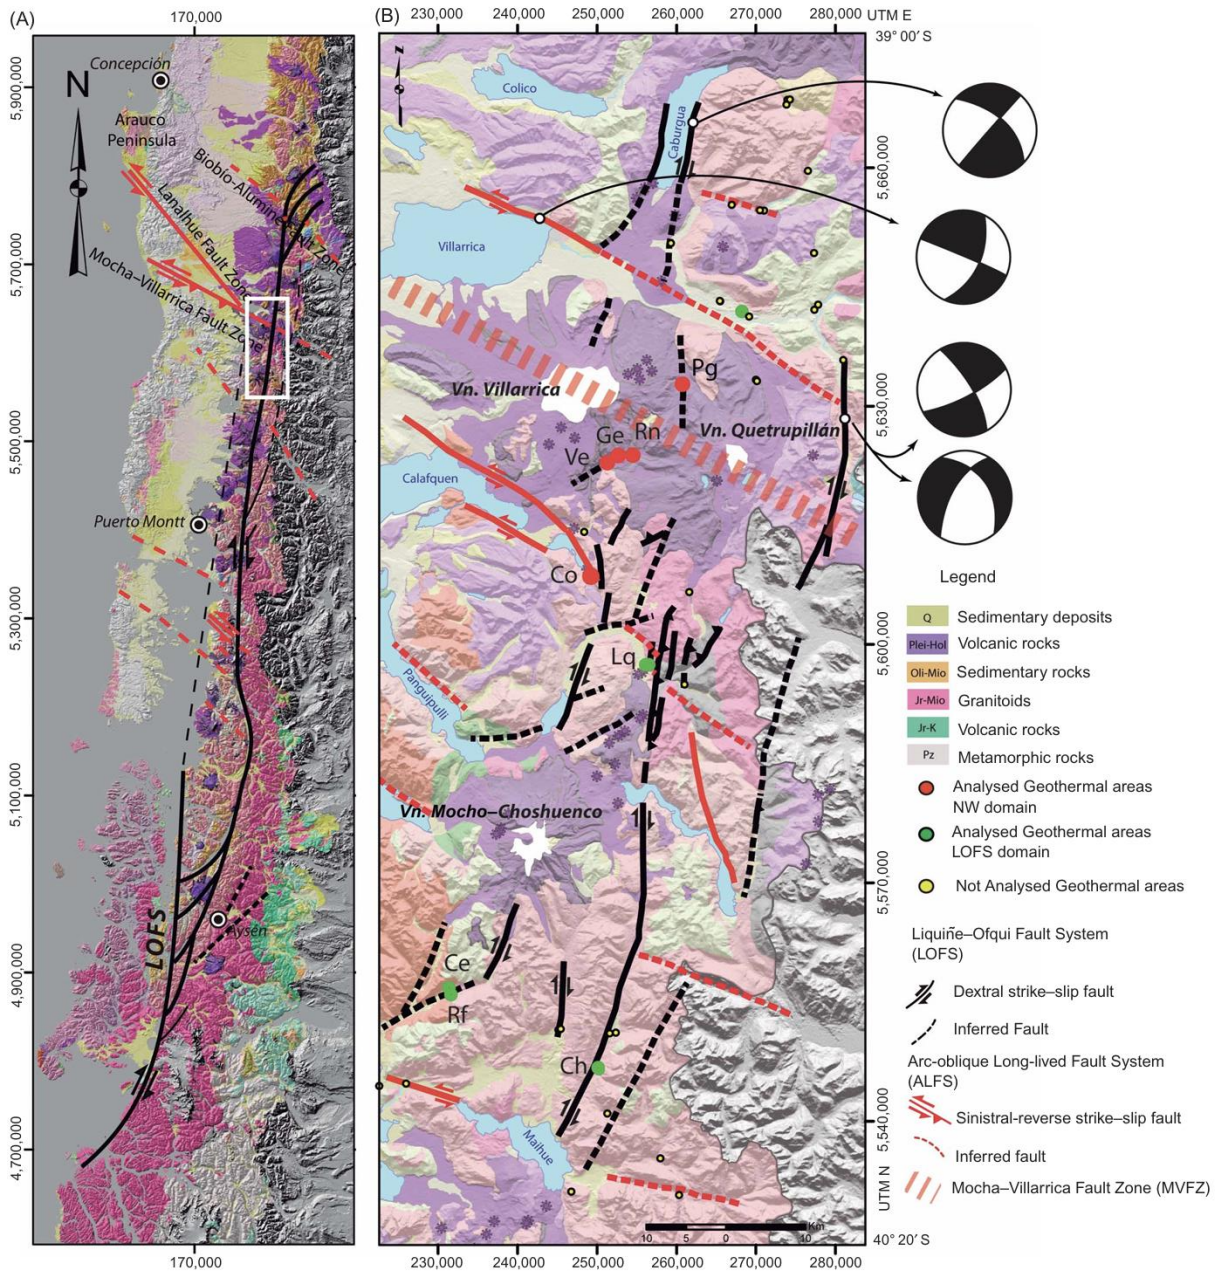 (A)
170,000
Concepción
N
Arauco
Peninsula
Biobio-Alumine Fault Zone
Lanalhue Fault Zone
Mocha–Villarrica Fault Zone
Puerto Montt
LOFS
Aysén
5,900,000
5,700,000
5,500,000
5,300,000
5,100,000
4,900,000
4,700,000
170,000
(B)
230,000
240,000
250,000
260,000
270,000
280,000
UTM E
39° 00′ S
Colico
Caburgua
Villarrica
5,660,000
Vn. Villarrica
Pg
5,630,000
Vn. Quetrupillán
Ge
Rn
Ve
Calafquen
Co
Lq
5,600,000
Panguipulli
Vn. Mocho–Choshuenco
5,570,000
Ce
Rf
Ch
5,540,000
Maihue
UTM N
10
5
0
10
Km
40° 20′ S
230,000
240,000
250,000
260,000
270,000
280,000
Legend
Q Sedimentary deposits
Plei-Hol Volcanic rocks
Oli-Mio Sedimentary rocks
Jr-Mio Granitoids
Jr-K Volcanic rocks
Pz Metamorphic rocks
Analysed Geothermal areas
NW domain
Analysed Geothermal areas
LOFS domain
Not Analysed Geothermal areas
Liquiñe–Ofqui Fault System
(LOFS)
Dextral strike–slip fault
Inferred Fault
Arc-oblique Long-lived Fault System
(ALFS)
Sinistral-reverse strike–slip fault
Inferred fault
Mocha–Villarrica Fault Zone (MVFZ)